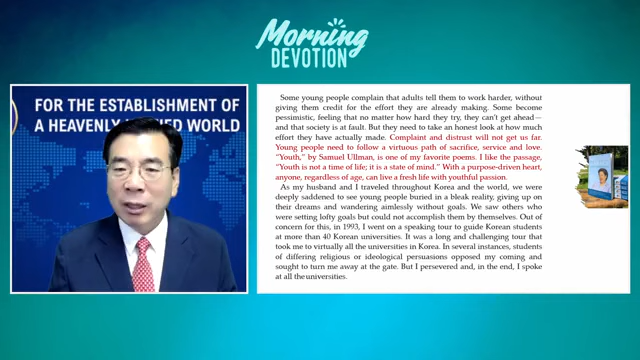 Morning
DEVOTION
FOR THE ESTABLISHMENT OF
A HEAVENLY WORLD
Some young people complain that adults tell them to work harder, without
giving them credit for the effort they are already making. Some become
pessimistic, feeling that no matter how hard they try, they can't get ahead—
and that society is at fault. But they need to take an honest look at how much
effort they have actually made. Complaint and distrust will not get us far.
Young people need to follow a virtuous path of sacrifice, service and love.
"Youth," by Samuel Ullman, is one of my favorite poems. I like the passage,
"Youth is not a time of life; it is a state of mind." With a purpose-driven heart,
anyone, regardless of age, can live a fresh life with youthful passion.
As my husband and I traveled throughout Korea and the world, we were
deeply saddened to see young people buried in a bleak reality, giving up on
their dreams and wandering aimlessly without goals. We saw others who
were setting lofty goals but could not accomplish them by themselves. Out of
concern for this, in 1993, I went on a speaking tour to guide Korean students
at more than 40 Korean universities. It was a long and challenging tour that
took me to virtually all the universities in Korea. In several instances, students
of differing religious or ideological persuasions opposed my coming and
sought to turn me away at the gate. But I persevered and, in the end, I spoke
at all the universities.